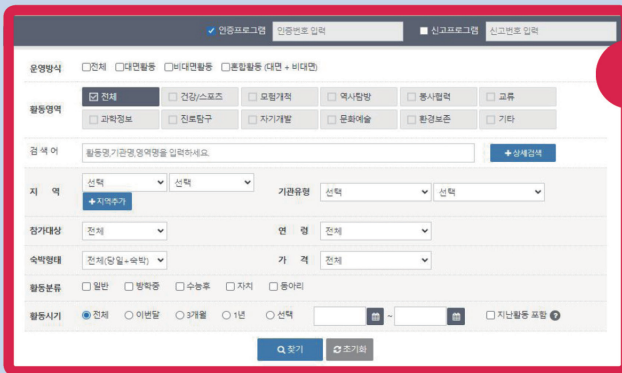 인증프로그램 인증번호 입력 신고프로그램 신고번호 입력
운영방식 전체 대면활동 비대면활동 혼합활동 (대면 + 비대면)
활동영역 전체 건강/스포츠 모험개척 역사탐방 봉사협력 교류
과학정보 진로탐구 자기개발 문화예술 환경보존 기타
검 색 어 활동명,기관명,영역명을 입력하세요. +상세검색
지 역 선택 선택 기관유형 선택 선택
+지역추가
참가대상 전체 연 령 전체
숙박형태 전체(당일+숙박) 가 격 전체
활동분류 일반 방학중 수능후 자치 동아리
활동시기 전체 이번달 3개월 1년 선택 ~ 지난활동 포함 ?
찾기 초기화